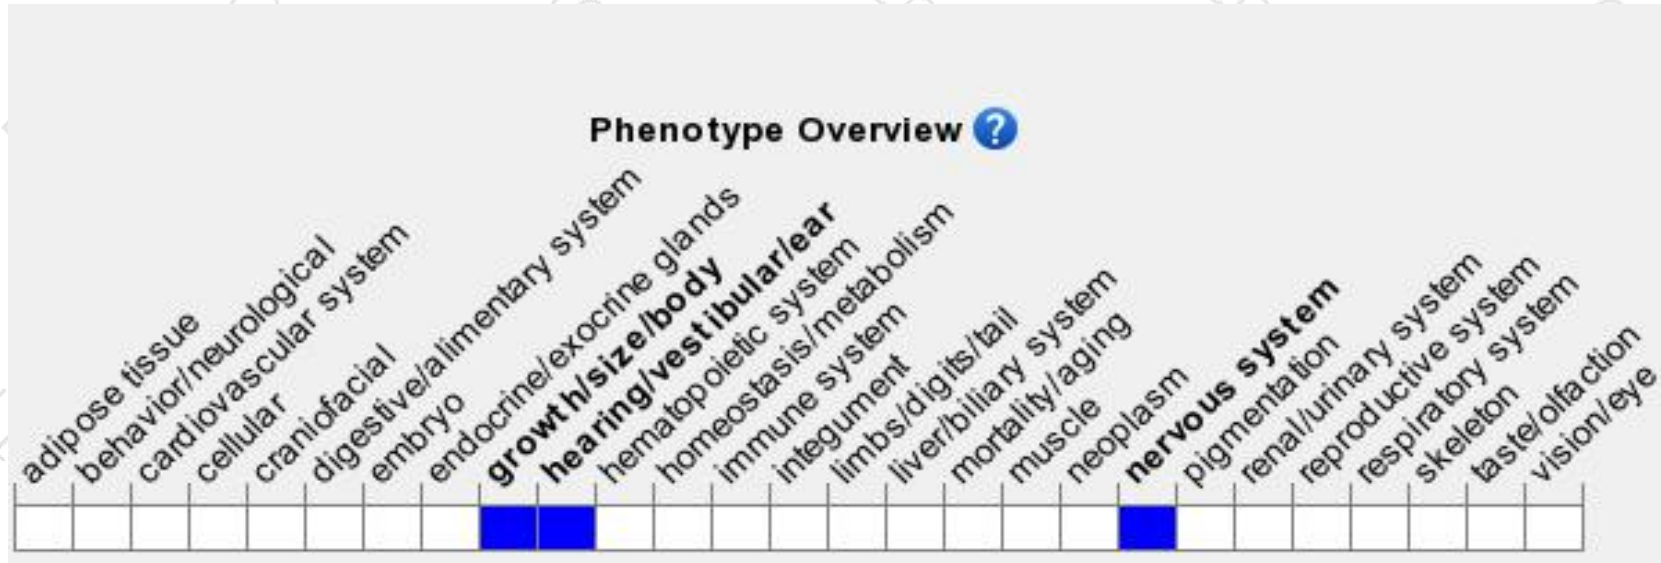 Phenotype Overview ?
adipose tissue
behavior/neurological
cardiovascular system
cellular
craniofacial
digestive/alimentary system
embryo
endocrine/exocrine glands
growth/size/body
hearing/vestibular/ear
hematopoietic system
homeostasis/metabolism
immune system
integument
limbs/digits/tail
liver/biliary system
mortality/aging
muscle
neoplasm
nervous system
pigmentation
renal/urinary system
reproductive system
respiratory system
skeleton
taste/olfaction
vision/eye